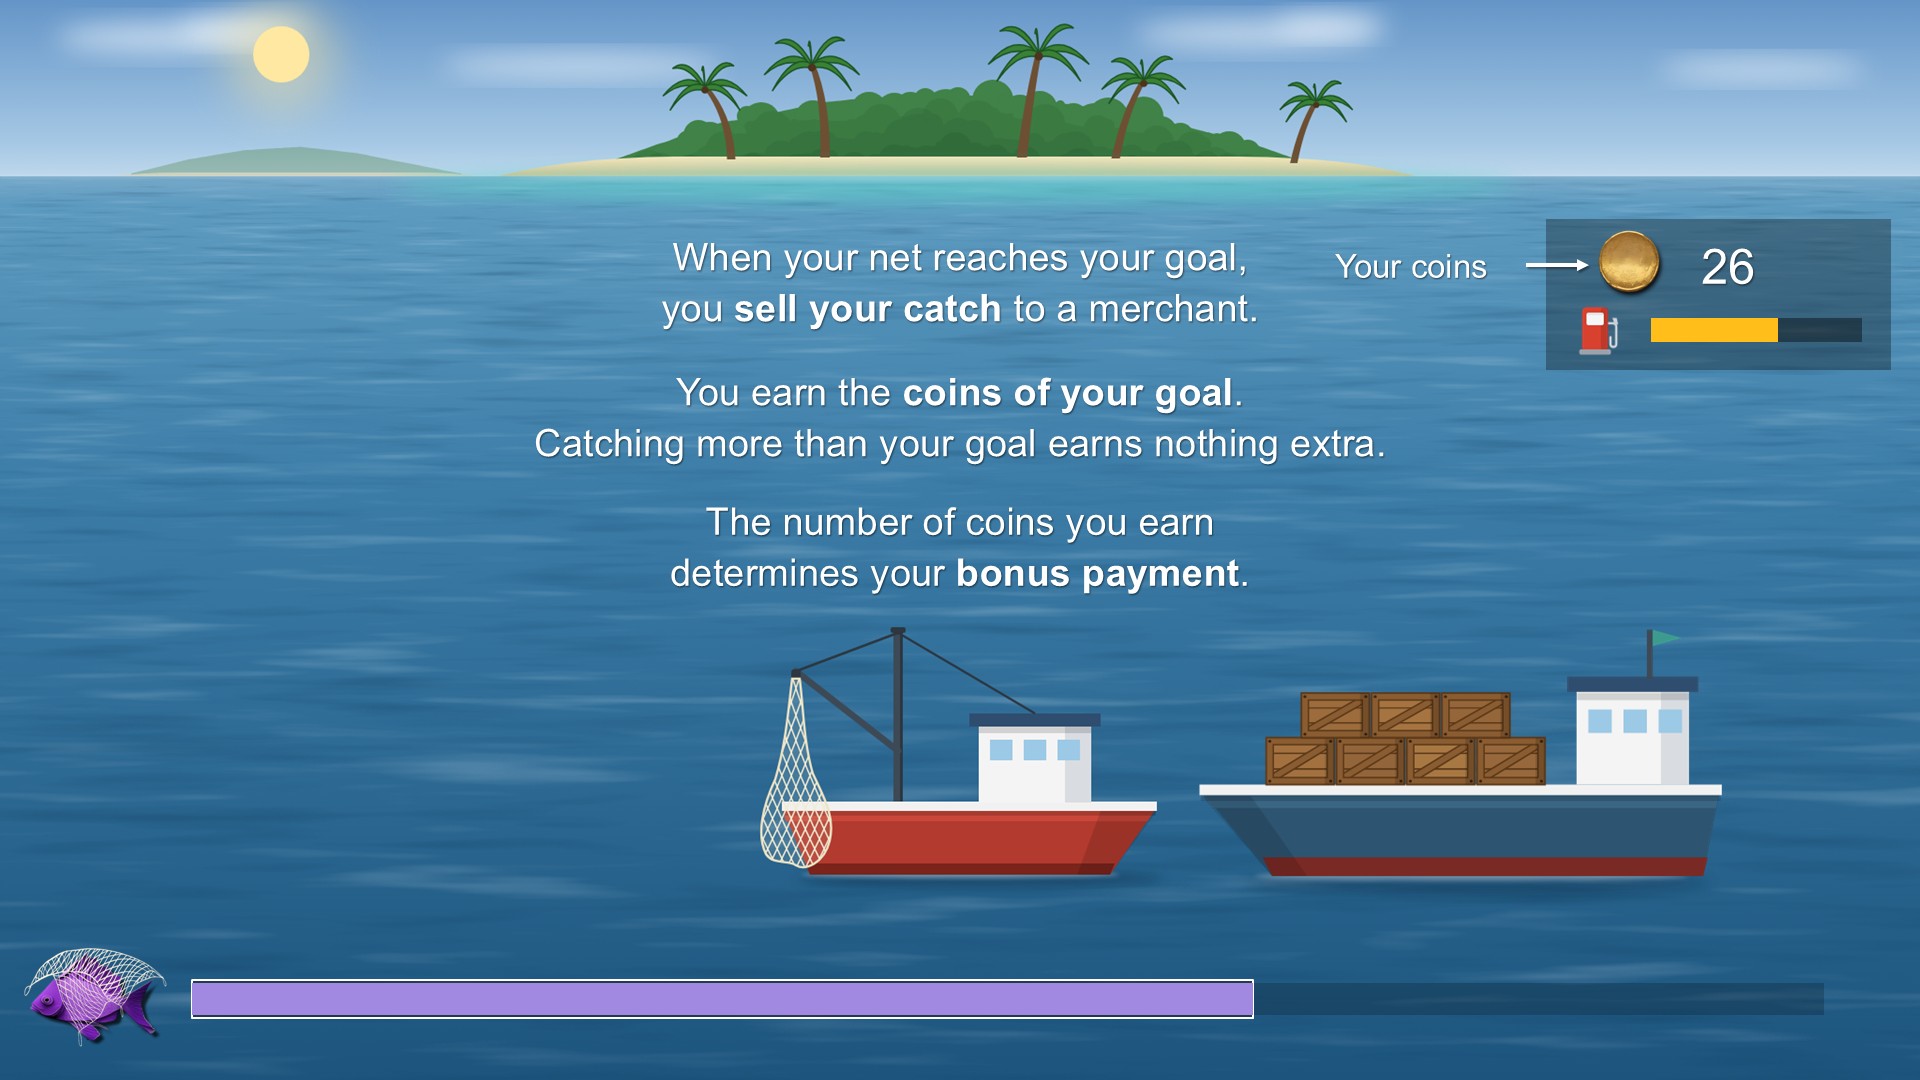 When your net reaches your goal,
you sell your catch to a merchant.
Your coins
26
You earn the coins of your goal.
Catching more than your goal earns nothing extra.
The number of coins you earn
determines your bonus payment.